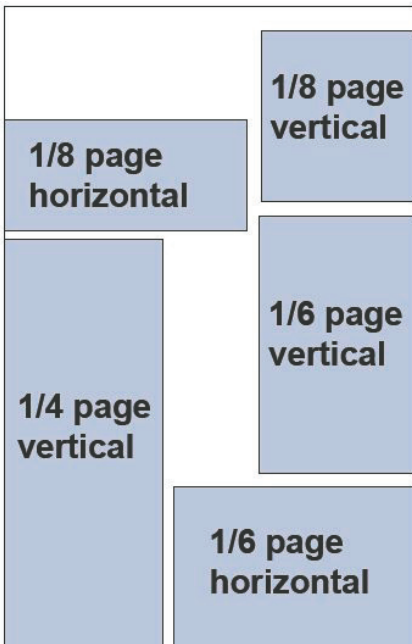 1/8 page
vertical
1/8 page
horizontal
1/6 page
vertical
1/4 page
vertical
1/6 page
horizontal